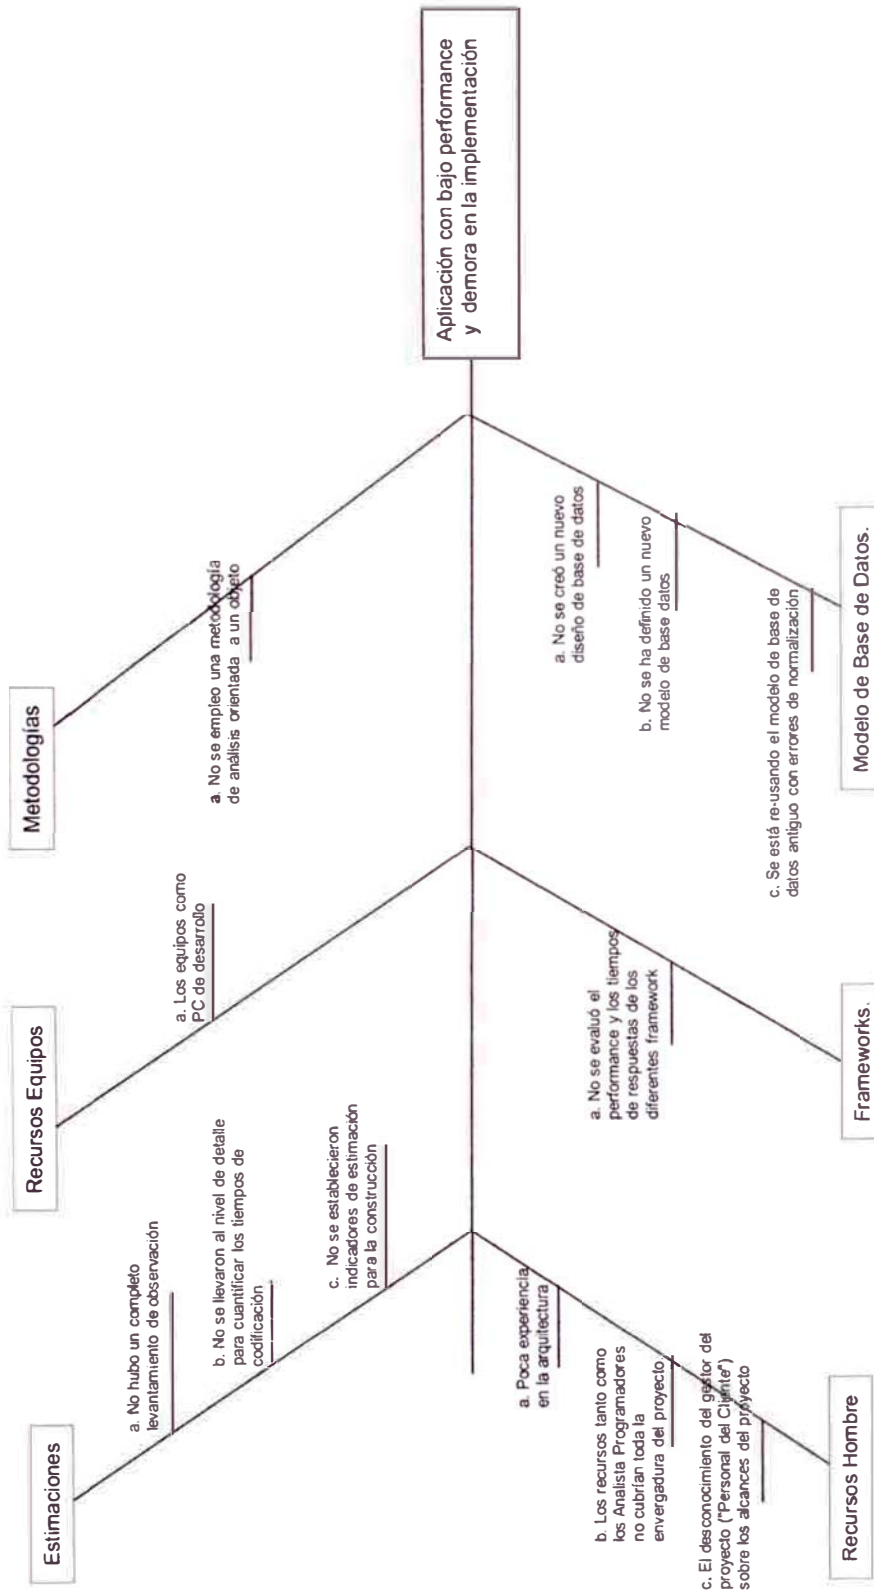 Estimaciones
a. No hubo un completo
levantamiento de observación
b. No se llevaron al nivel de detalle
para cuantificar los tiempos de
codificación
c. No se establecieron
indicadores de estimación
para la construcción
Recursos Equipos
a. Los equipos como
PC de desarrollo
Metodologías
a. No se empleo una metodología
de análisis orientada a un objeto
Aplicación con bajo performance
y demora en la implementación
a. Poca experiencia
en la arquitectura
b. Los recursos tanto como
los Analista Programadores
no cubrían toda la
envergadura del proyecto
c. El desconocimiento del gestor del
proyecto ("Personal del Cliente")
sobre los alcances del proyecto
Recursos Hombre
a. No se evaluó el
performance y los tiempos
de respuestas de los
diferentes framework
Frameworks.
a. No se creó un nuevo
diseño de base de datos
b. No se ha definido un nuevo
modelo de base datos
c. Se está re-usando el modelo de base de
datos antiguo con errores de normalización
Modelo de Base de Datos.